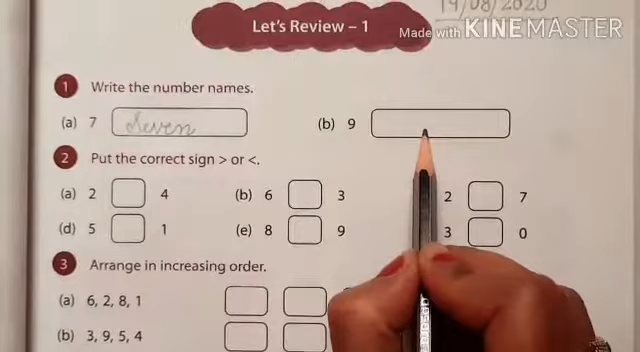 19/08/2020
Let's Review – 1
Made with KINEMASTER
1 Write the number names.
(a) 7 Seven (b) 9
2 Put the correct sign > or <.
(a) 2 4 (b) 6 3 2 7
(d) 5 1 (e) 8 9 3 0
3 Arrange in increasing order.
(a) 6, 2, 8, 1
(b) 3, 9, 5, 4